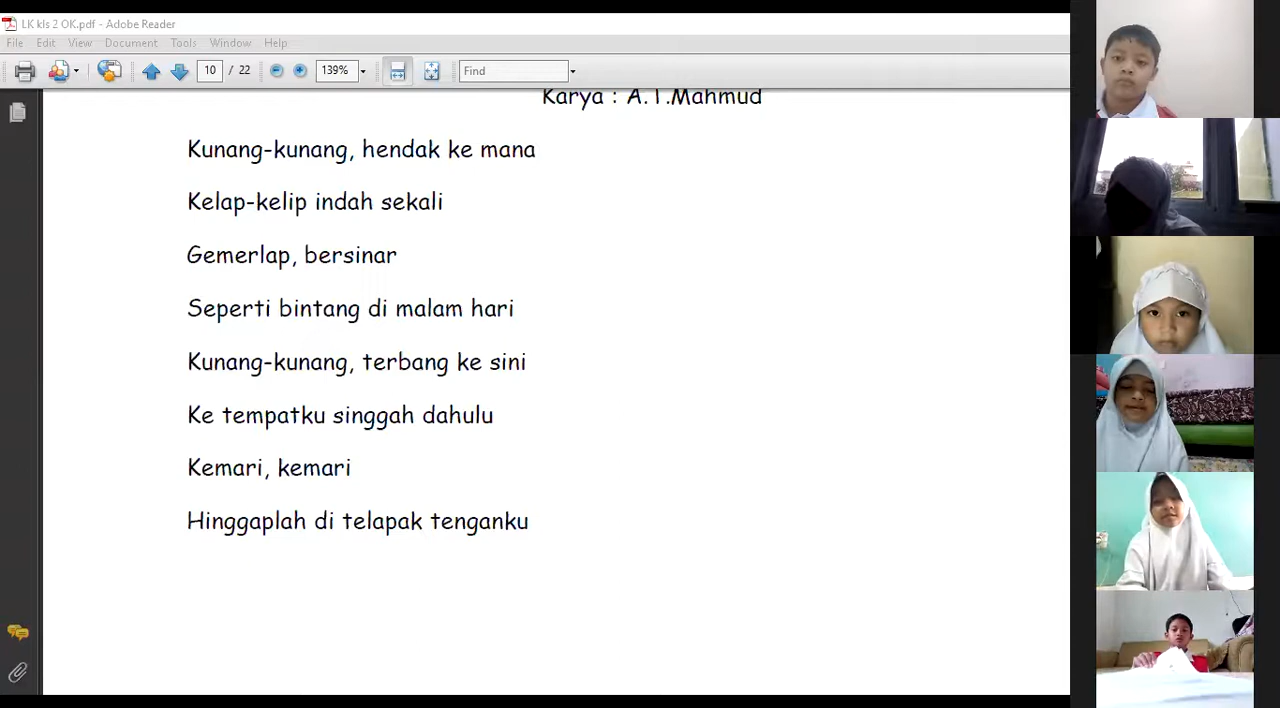 LK kls 2 OK.pdf - Adobe Reader
File Edit View Document Tools Window Help
10 / 22 139% Find
Karya : A.T.Mahmud
Kunang-kunang, hendak ke mana
Kelap-kelip indah sekali
Gemerlap, bersinar
Seperti bintang di malam hari
Kunang-kunang, terbang ke sini
Ke tempatku singgah dahulu
Kemari, kemari
Hinggaplah di telapak tenganku